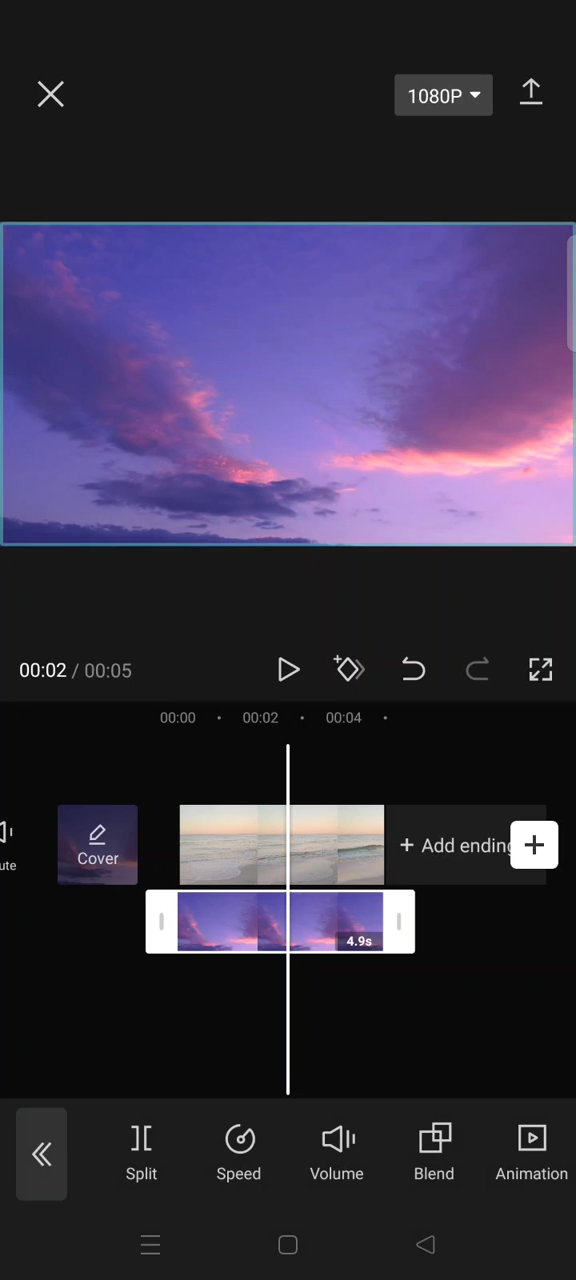 1080P
00:02 / 00:05
00:00 00:02 00:04
ute
Cover
+ Add ending
4.9s
Split Speed Volume Blend Animation